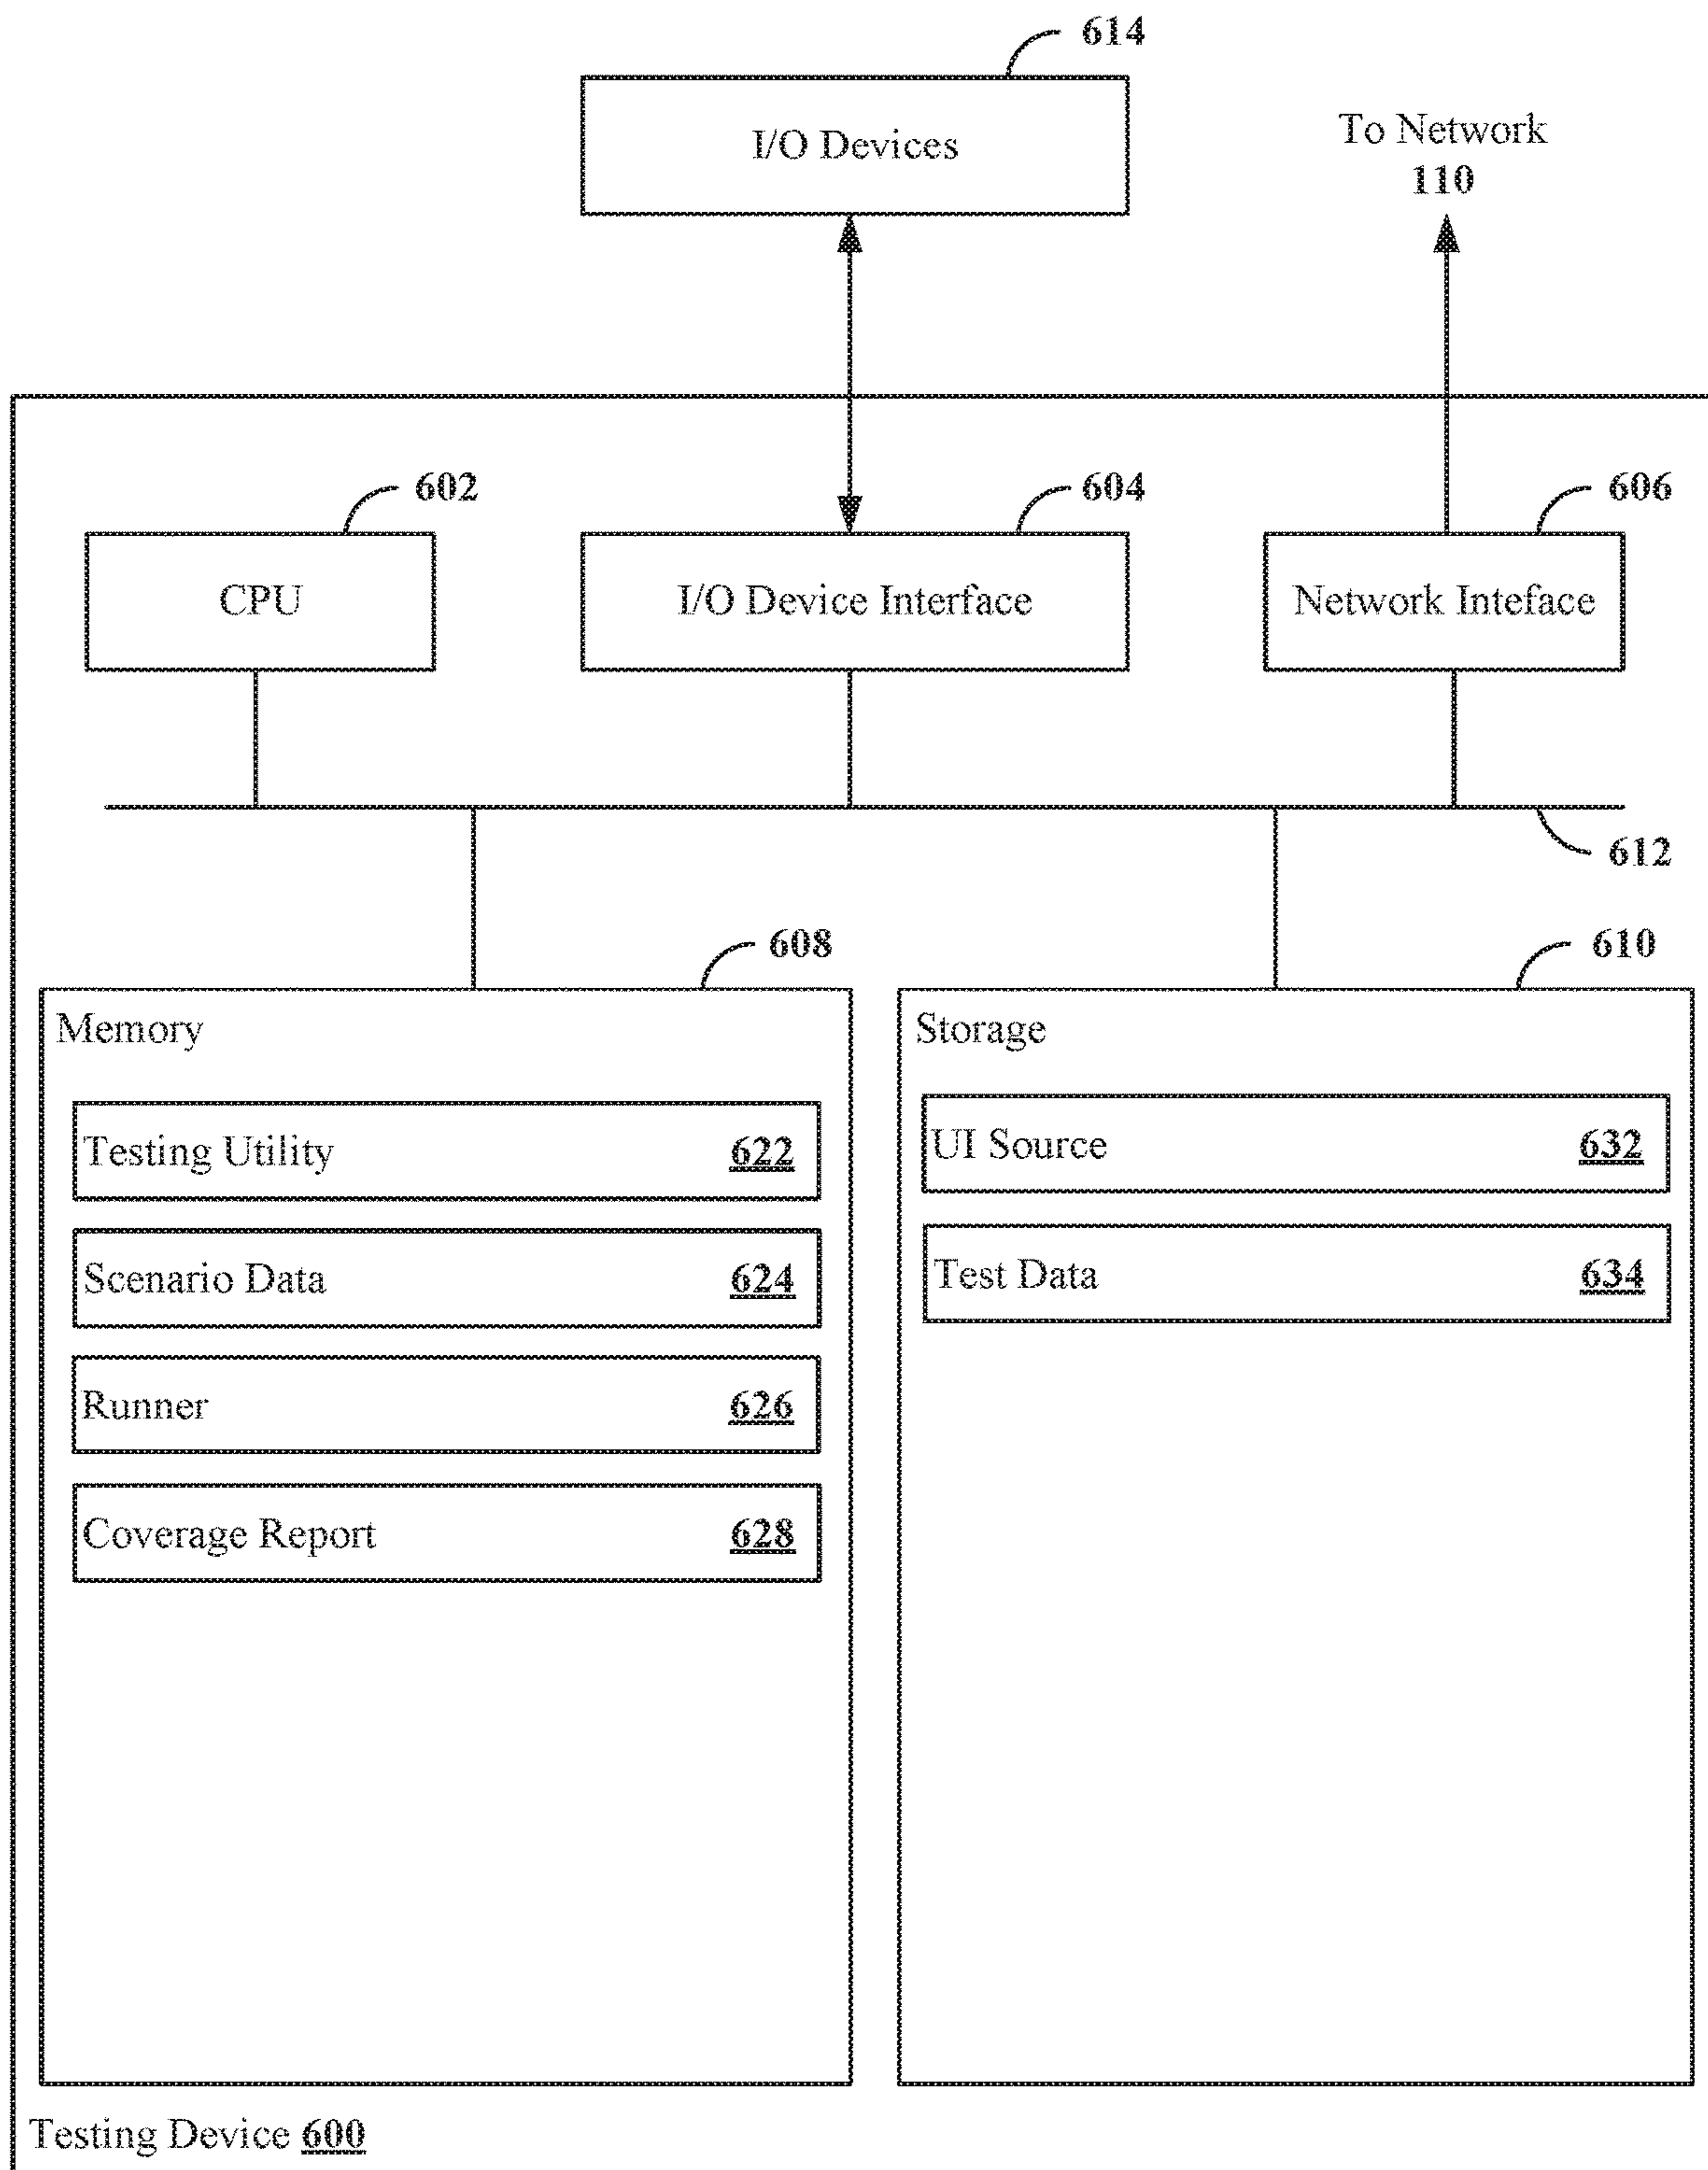 614
I/O Devices
To Network
110
602
604
606
CPU
I/O Device Interface
Network Inteface
612
608
610
Memory
Storage
Testing Utility 622
UI Source 632
Scenario Data 624
Test Data 634
Runner 626
Coverage Report 628
Testing Device 600